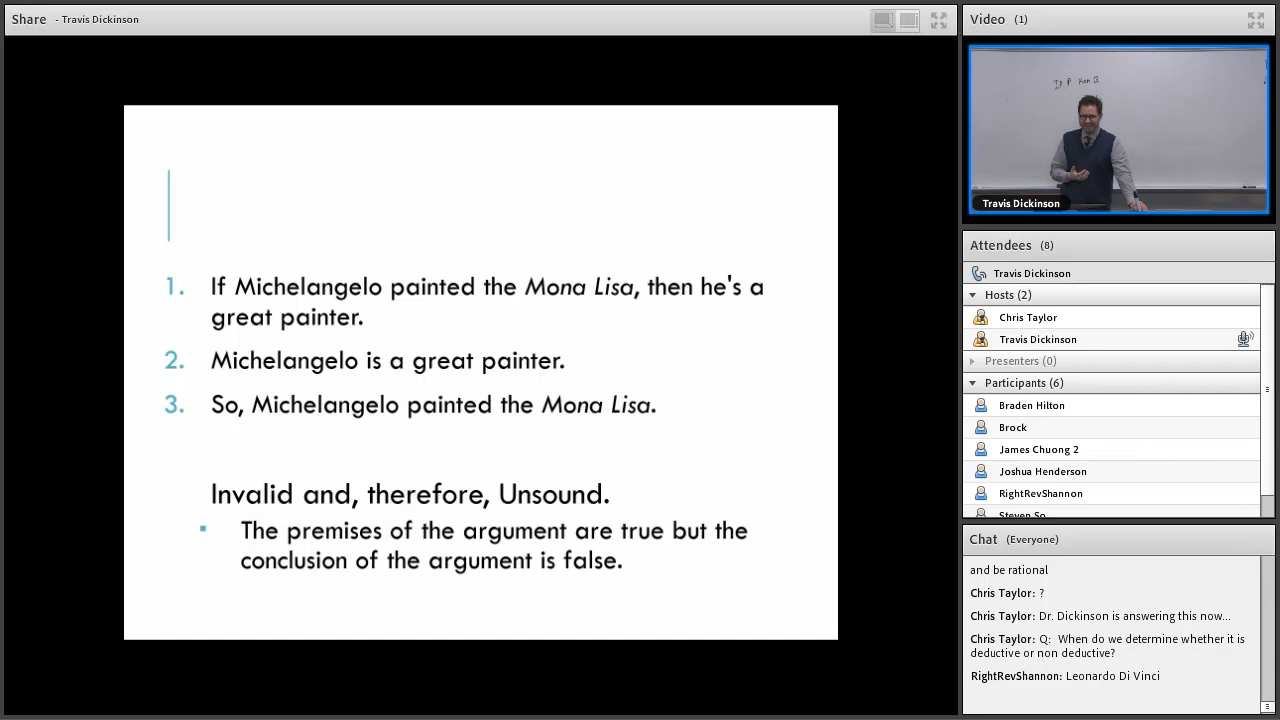 Share - Travis Dickinson
1. If Michelangelo painted the Mona Lisa, then he's a
great painter.
2. Michelangelo is a great painter.
3. So, Michelangelo painted the Mona Lisa.
Invalid and, therefore, Unsound.
The premises of the argument are true but the
conclusion of the argument is false.
Video (1)
Travis Dickinson
Attendees (8)
Travis Dickinson
Hosts (2)
Chris Taylor
Travis Dickinson
Presenters (0)
Participants (6)
Braden Hilton
Brock
James Chuong 2
Joshua Henderson
RightRevShannon
Steven So
Chat (Everyone)
and be rational
Chris Taylor: ?
Chris Taylor: Dr. Dickinson is answering this now...
Chris Taylor: Q: When do we determine whether it is
deductive or non deductive?
RightRevShannon: Leonardo Di Vinci